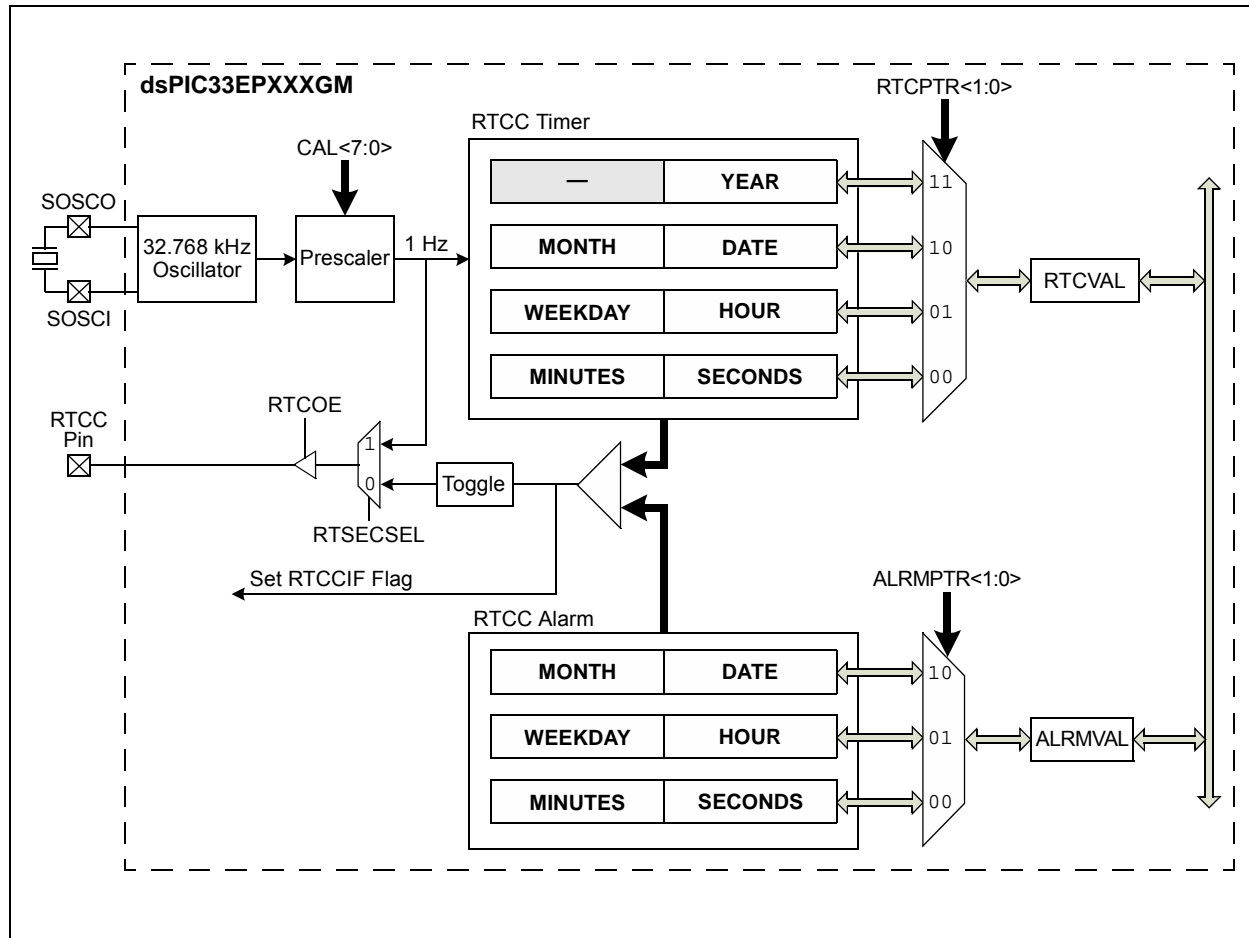 dsPIC33EPXXXGM
RTCPTR<1:0>
RTCC Timer
CAL<7:0>
— YEAR
11
SOSCO
32.768 kHz
Oscillator
Prescaler
1 Hz
MONTH DATE
10
RTCVAL
SOSCI
WEEKDAY HOUR
01
MINUTES SECONDS
00
RTCOE
RTCC
Pin
1
0
Toggle
RTSECSEL
Set RTCCIF Flag
ALRMPTR<1:0>
RTCC Alarm
MONTH DATE
10
WEEKDAY HOUR
01
ALRMVAL
MINUTES SECONDS
00